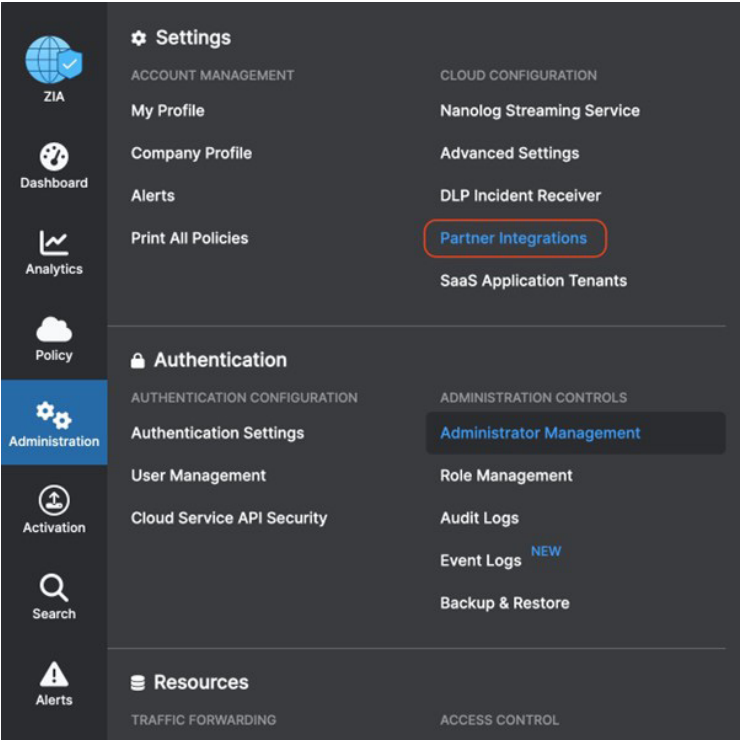 ZIA
Dashboard
Analytics
Policy
Administration
Activation
Search
Alerts
Settings
ACCOUNT MANAGEMENT
My Profile
Company Profile
Alerts
Print All Policies
CLOUD CONFIGURATION
Nanolog Streaming Service
Advanced Settings
DLP Incident Receiver
Partner Integrations
SaaS Application Tenants
Authentication
AUTHENTICATION CONFIGURATION
Authentication Settings
User Management
Cloud Service API Security
ADMINISTRATION CONTROLS
Administrator Management
Role Management
Audit Logs
Event Logs NEW
Backup & Restore
Resources
TRAFFIC FORWARDING
ACCESS CONTROL